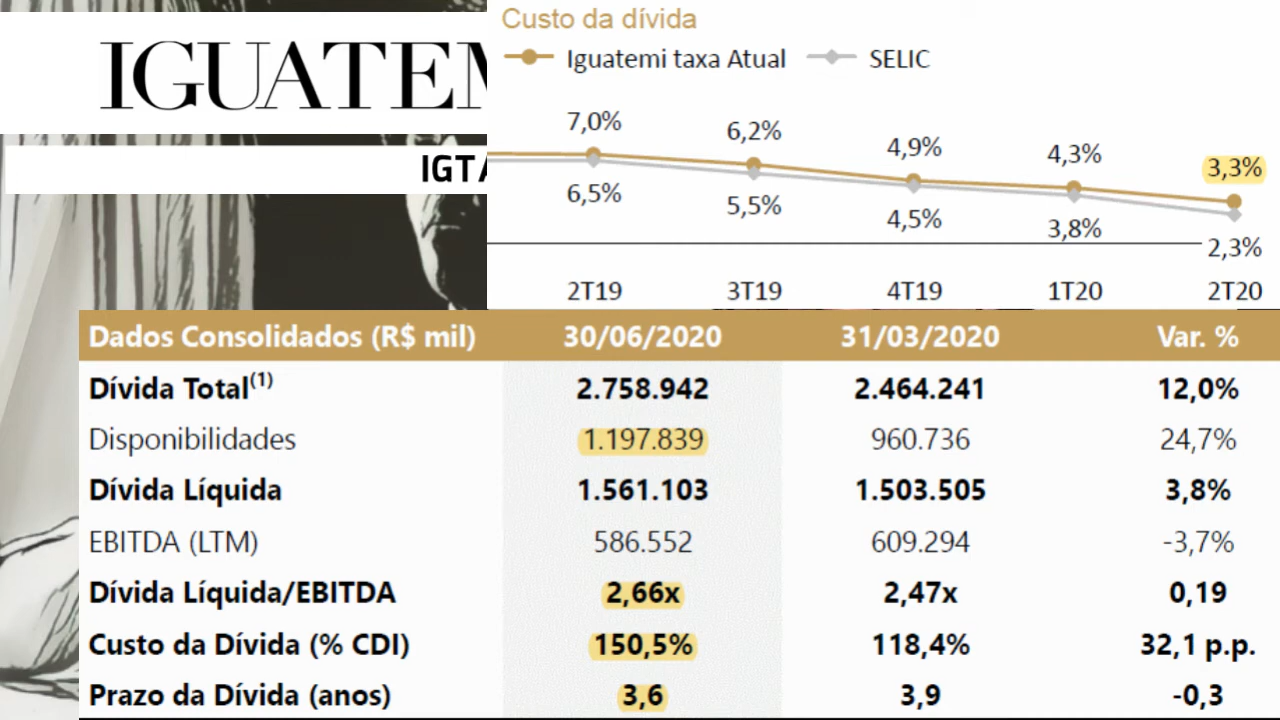 IGUATEM
IGTA
Custo da dívida
Iguatemi taxa Atual SELIC
7,0% 6,2% 4,9% 4,3% 3,3%
6,5% 5,5% 4,5% 3,8% 2,3%
2T19 3T19 4T19 1T20 2T20
Dados Consolidados (R$ mil) 30/06/2020 31/03/2020 Var. %
Dívida Total(1) 2.758.942 2.464.241 12,0%
Disponibilidades 1.197.839 960.736 24,7%
Dívida Líquida 1.561.103 1.503.505 3,8%
EBITDA (LTM) 586.552 609.294 -3,7%
Dívida Líquida/EBITDA 2,66x 2,47x 0,19
Custo da Dívida (% CDI) 150,5% 118,4% 32,1 p.p.
Prazo da Dívida (anos) 3,6 3,9 -0,3